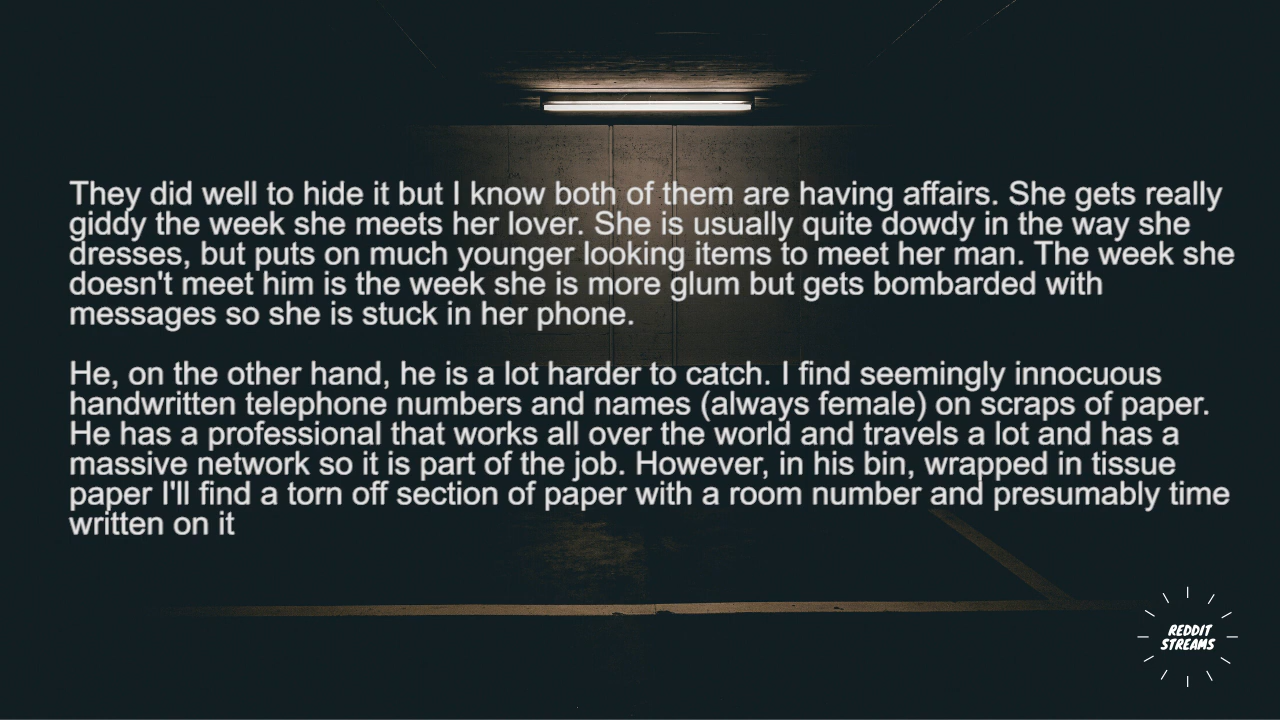 They did well to hide it but I know both of them are having affairs. She gets really
giddy the week she meets her lover. She is usually quite dowdy in the way she
dresses, but puts on much younger looking items to meet her man. The week she
doesn't meet him is the week she is more glum but gets bombarded with
messages so she is stuck in her phone.
He, on the other hand, he is a lot harder to catch. I find seemingly innocuous
handwritten telephone numbers and names (always female) on scraps of paper.
He has a professional that works all over the world and travels a lot and has a
massive network so it is part of the job. However, in his bin, wrapped in tissue
paper I'll find a torn off section of paper with a room number and presumably time
written on it
REDDIT
STREAMS